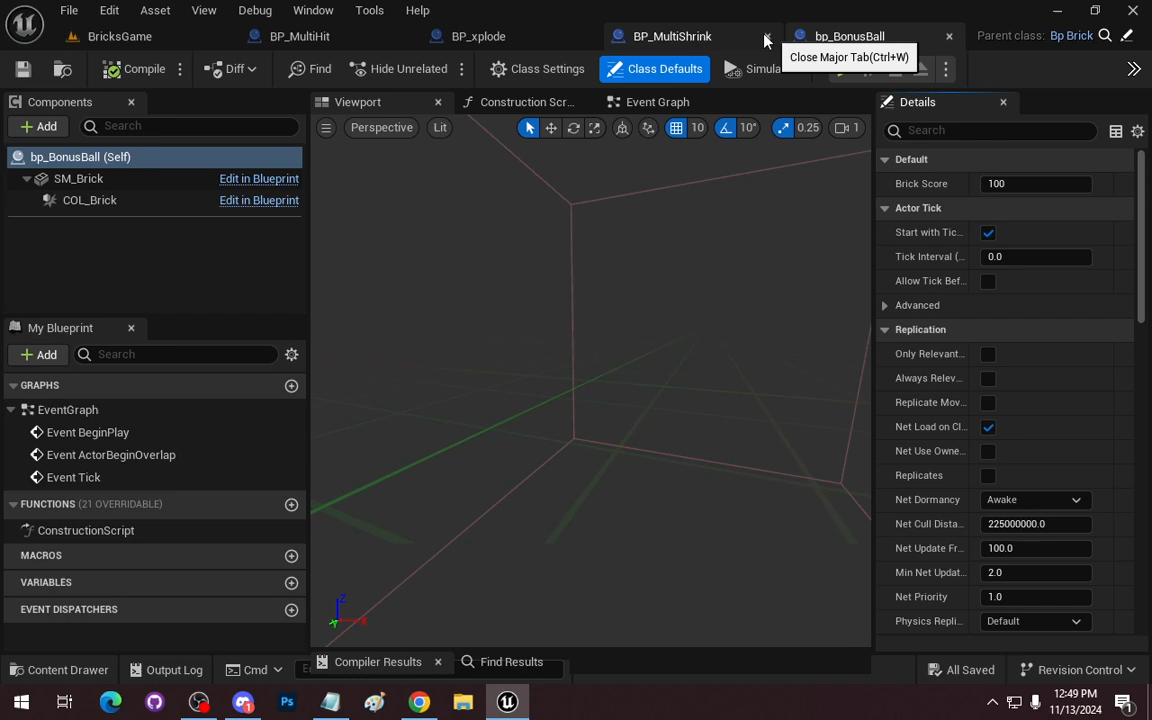 File Edit Asset View Debug Window Tools Help
BricksGame BP_MultiHit BP_xplode BP_MultiShrink bp_BonusBall Parent class: Bp Brick
Close Major Tab(Ctrl+W)
Compile Diff Find Hide Unrelated Class Settings Class Defaults Simula
Components Viewport Construction Scr... Event Graph Details
Add Search Perspective Lit 10 10° 0.25 1 Search
bp_BonusBall (Self)
SM_Brick Edit in Blueprint
COL_Brick Edit in Blueprint
My Blueprint
Add Search
GRAPHS
EventGraph
Event BeginPlay
Event ActorBeginOverlap
Event Tick
FUNCTIONS (21 OVERRIDABLE)
ConstructionScript
MACROS
VARIABLES
EVENT DISPATCHERS
Z
X
Y
Default
Brick Score 100
Actor Tick
Start with Tic...
Tick Interval (... 0.0
Allow Tick Bef...
Advanced
Replication
Only Relevant...
Always Relev...
Replicate Mov...
Net Load on Cl...
Net Use Owne...
Replicates
Net Dormancy Awake
Net Cull Dista... 225000000.0
Net Update Fr... 100.0
Min Net Updat... 2.0
Net Priority 1.0
Physics Repli... Default
Compiler Results Find Results
Content Drawer Output Log Cmd All Saved Revision Control
Ps
12:49 PM
11/13/2024
1